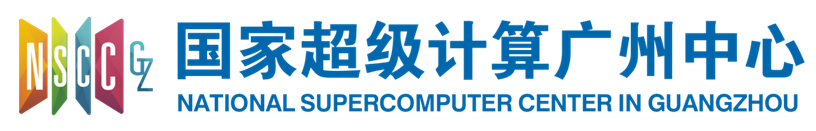 NSCC GZ
国家超级计算广州中心
NATIONAL SUPERCOMPUTER CENTER IN GUANGZHOU